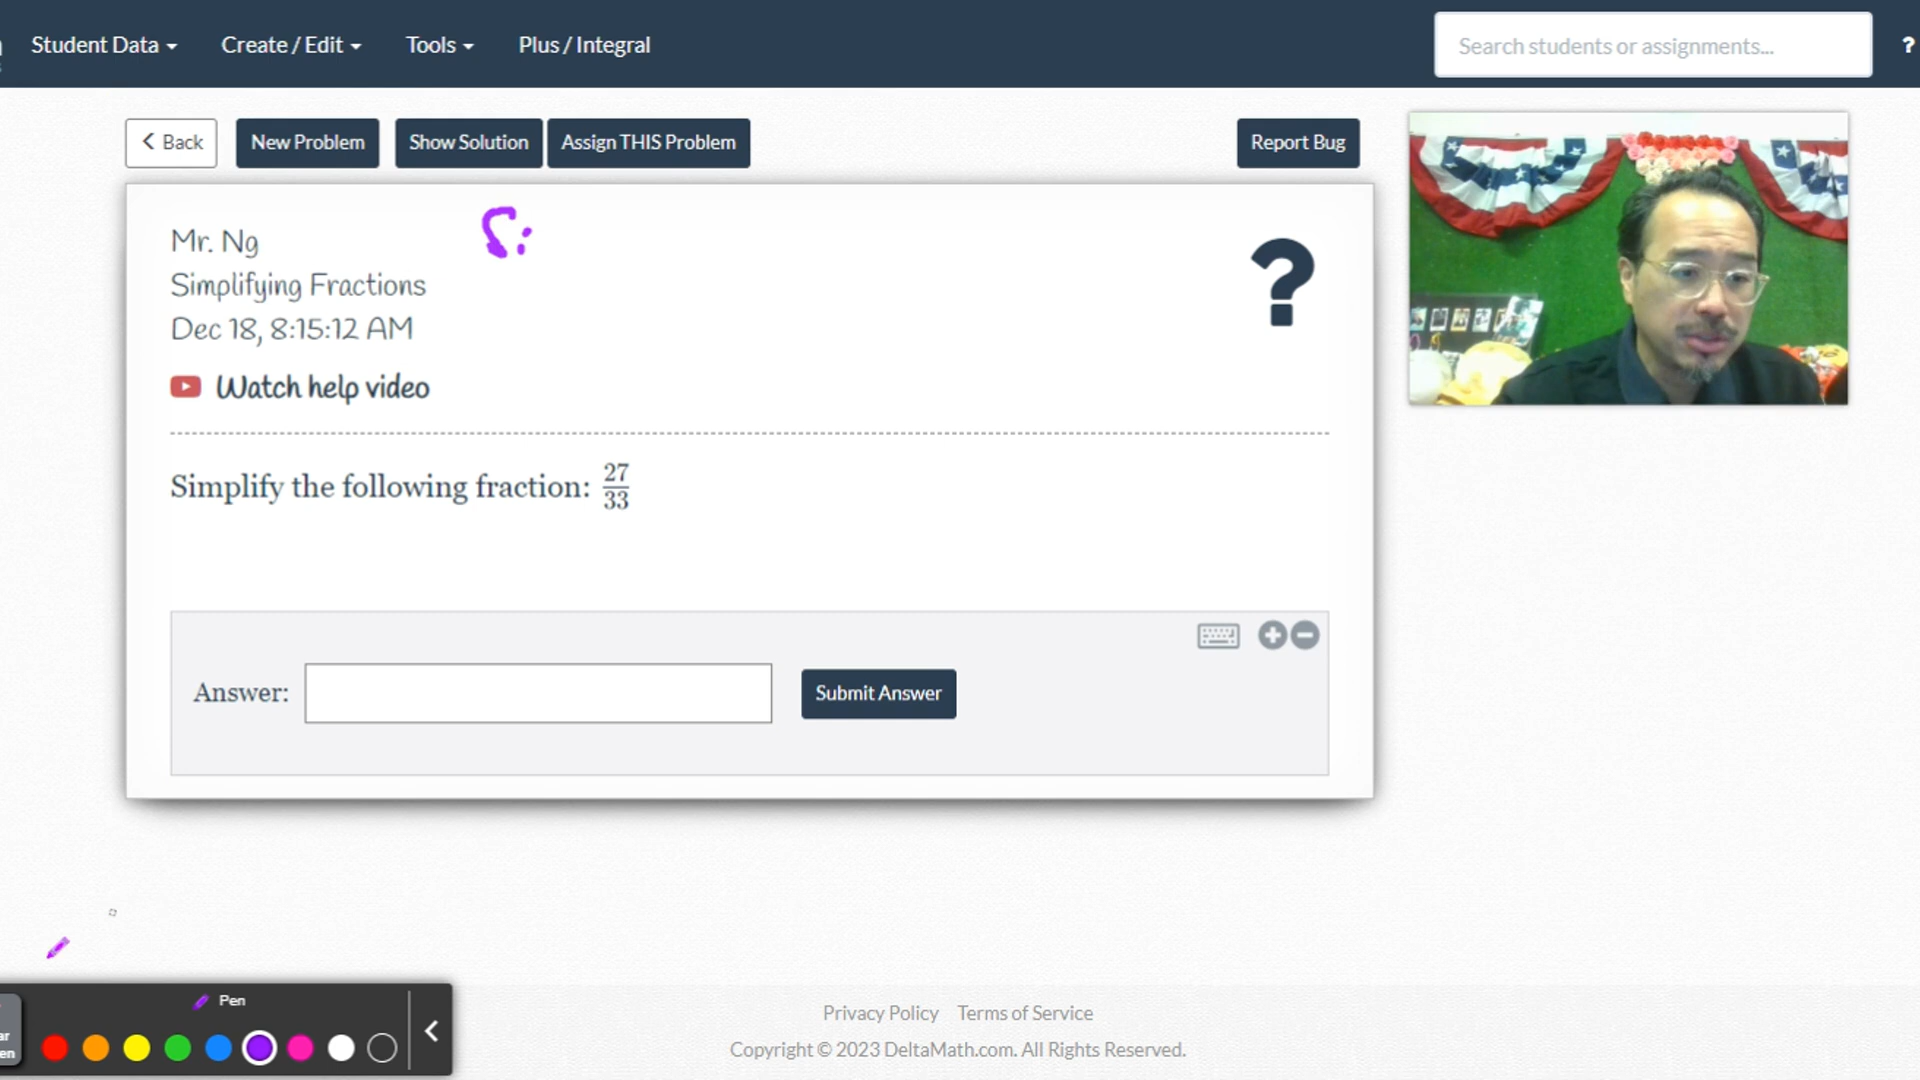 Student Data
Create / Edit
Tools
Plus / Integral
Search students or assignments...
?
Back
New Problem
Show Solution
Assign THIS Problem
Report Bug
Mr. Ng
Simplifying Fractions
Dec 18, 8:15:12 AM
?
Watch help video
Simplify the following fraction: 27/33
Answer:
Submit Answer
Pen
Privacy Policy Terms of Service
Copyright © 2023 DeltaMath.com. All Rights Reserved.